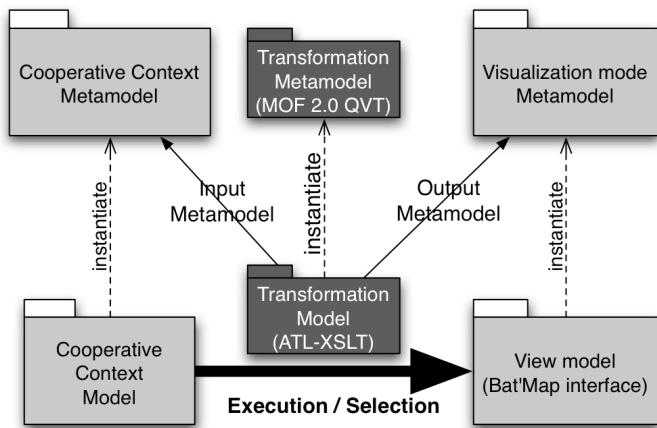 Cooperative Context
Metamodel
Transformation
Metamodel
(MOF 2.0 QVT)
Visualization mode
Metamodel
instantiate
Input
Metamodel
instantiate
Output
Metamodel
instantiate
Cooperative
Context
Model
Transformation
Model
(ATL-XSLT)
View model
(Bat'Map interface)
Execution / Selection